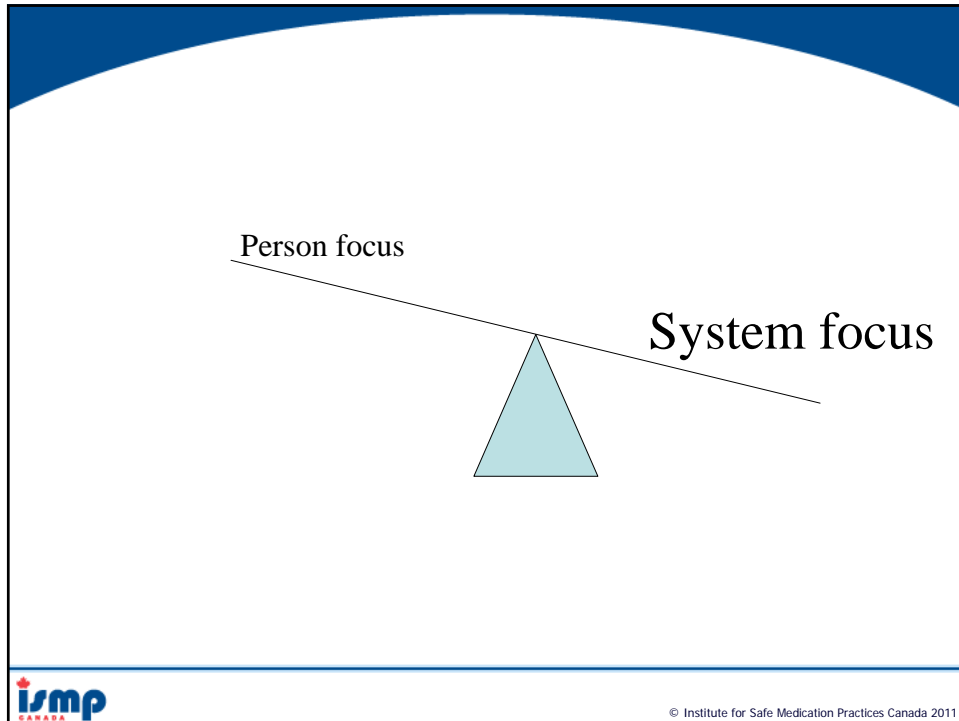 Person focus
System focus
ismp
CANADA
© Institute for Safe Medication Practices Canada 2011